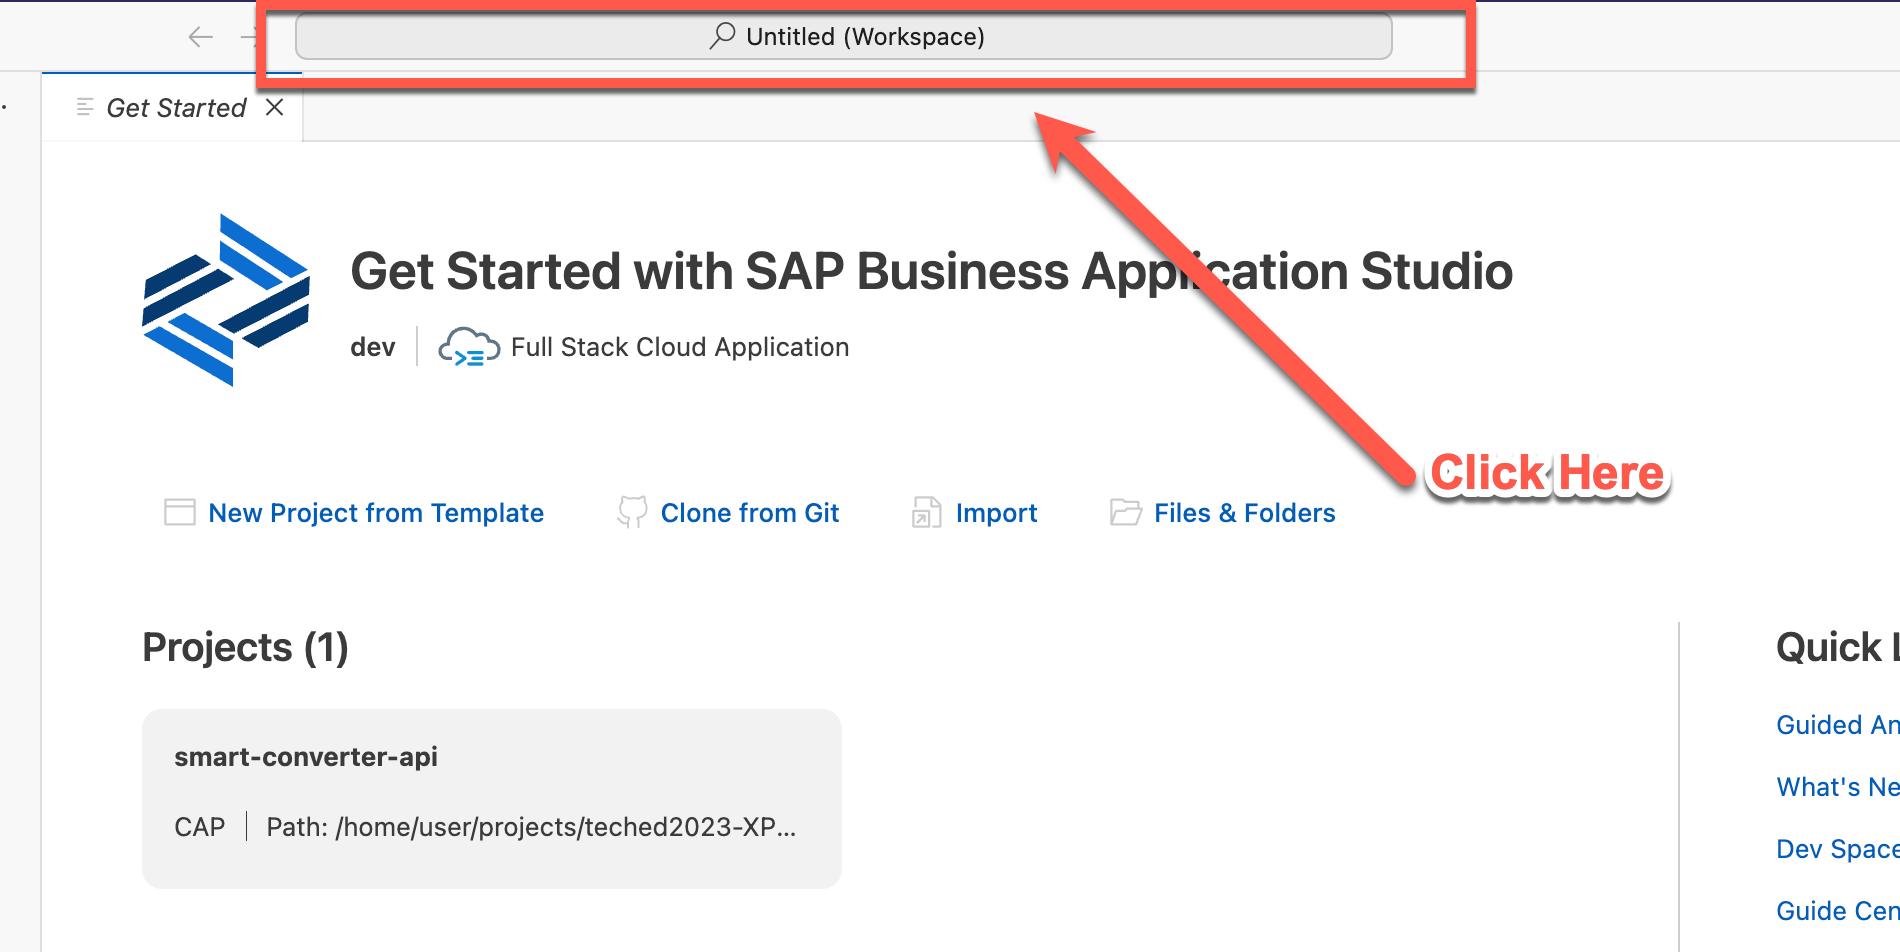 Untitled (Workspace)
Get Started
Get Started with SAP Business Application Studio
dev
Full Stack Cloud Application
Click Here
New Project from Template
Clone from Git
Import
Files & Folders
Projects (1)
smart-converter-api
CAP
Path: /home/user/projects/teched2023-XP...
Quick L
Guided An
What's Ne
Dev Space
Guide Cen